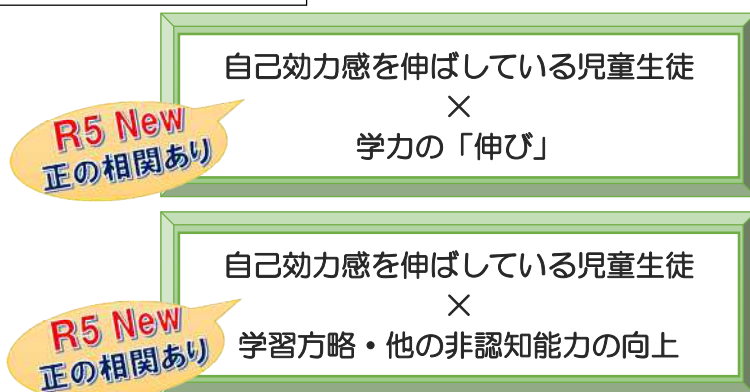 自己効力感を伸ばしている児童生徒
×
学力の「伸び」
R5 New
正の相関あり
自己効力感を伸ばしている児童生徒
×
学習方略・他の非認知能力の向上
R5 New
正の相関あり